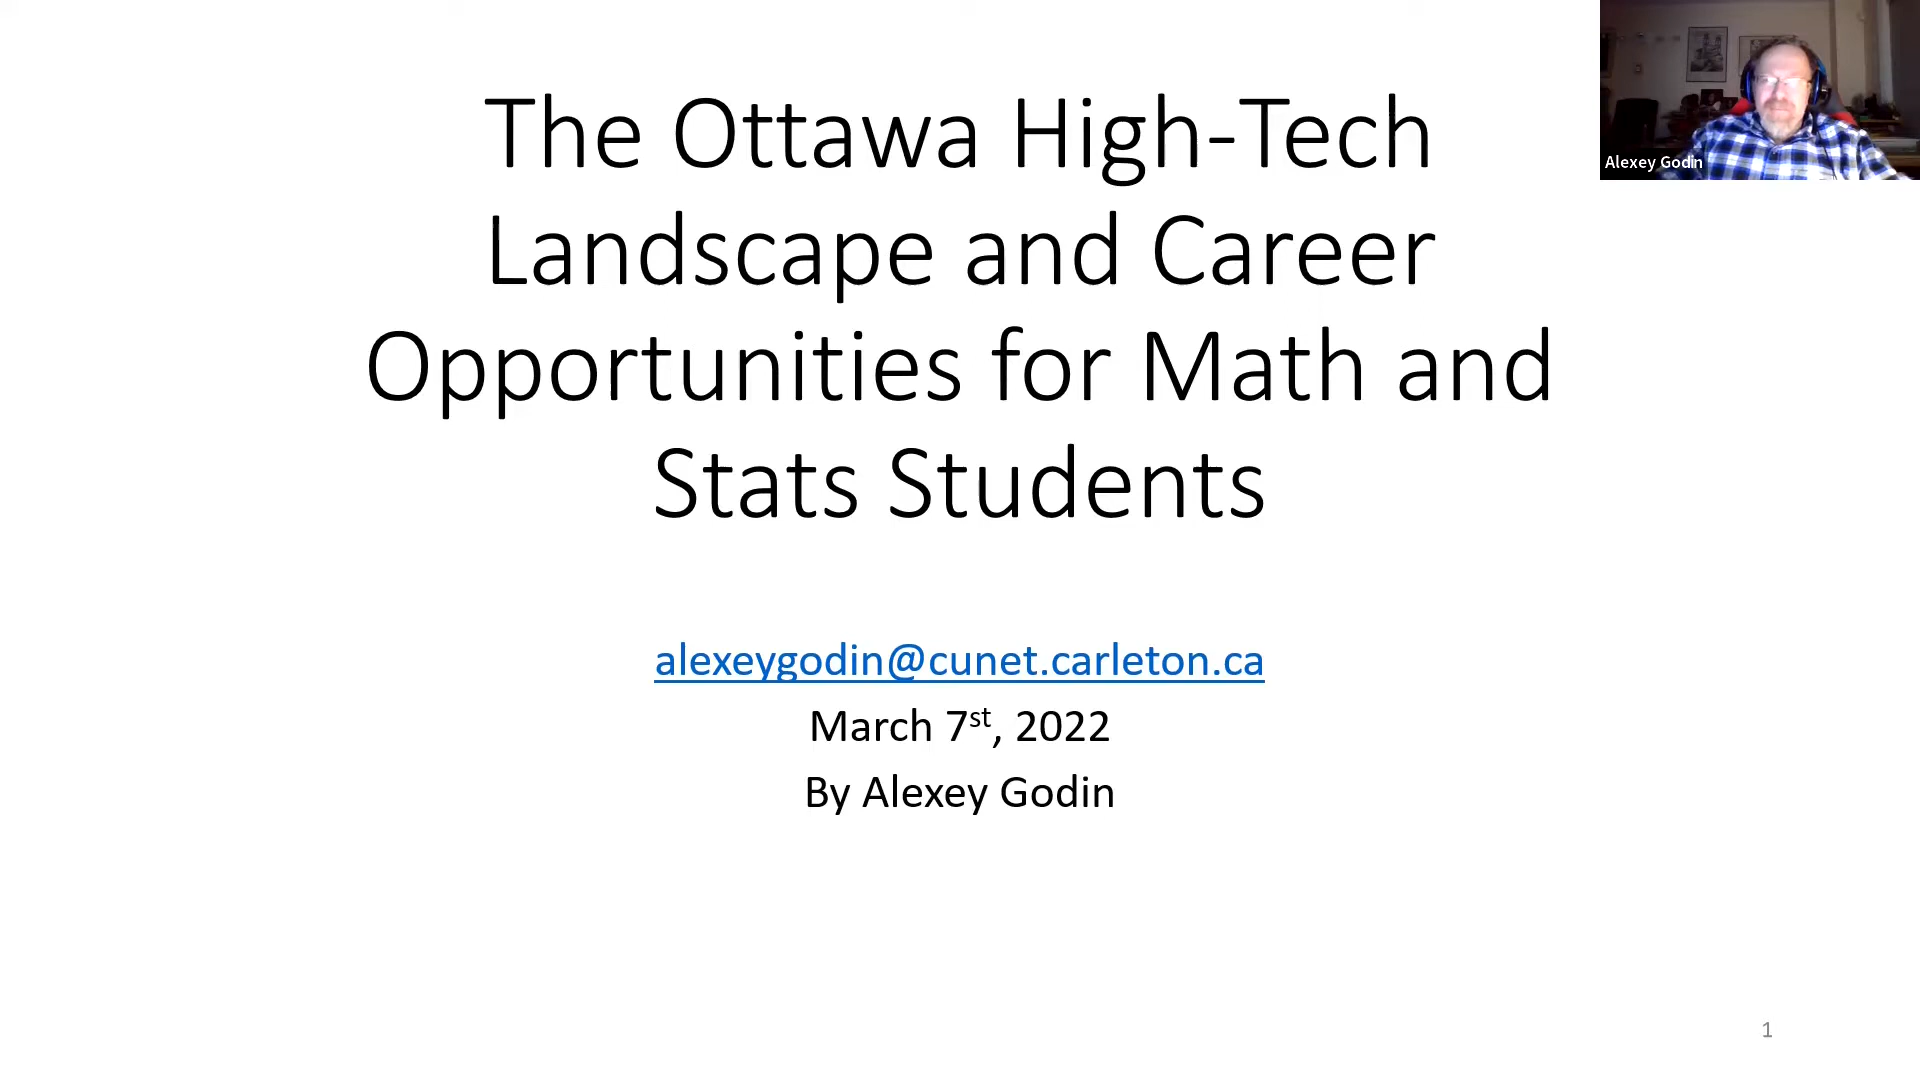 The Ottawa High-Tech
Landscape and Career
Opportunities for Math and
Stats Students
alexeygodin@cunet.carleton.ca
March 7st, 2022
By Alexey Godin
Alexey Godin
1